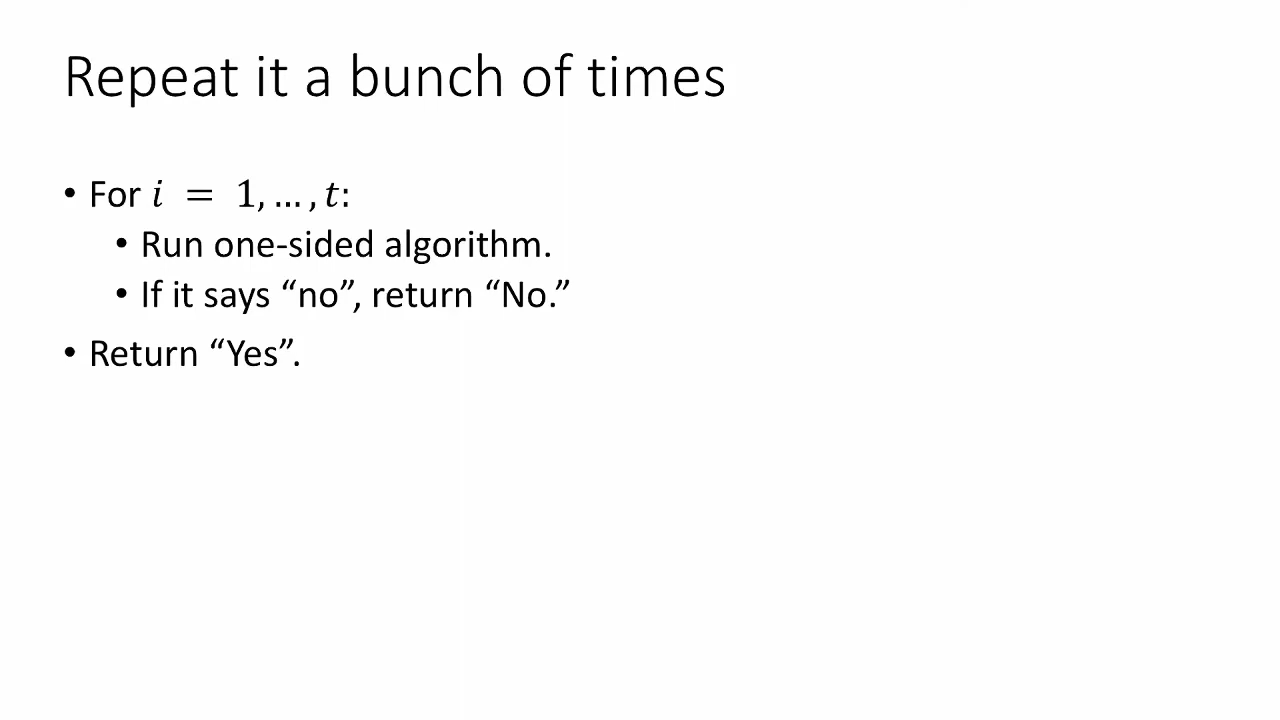 Repeat it a bunch of times
• For 𝑖 = 1, … , 𝑡:
• Run one-sided algorithm.
• If it says “no”, return “No.”
• Return “Yes”.